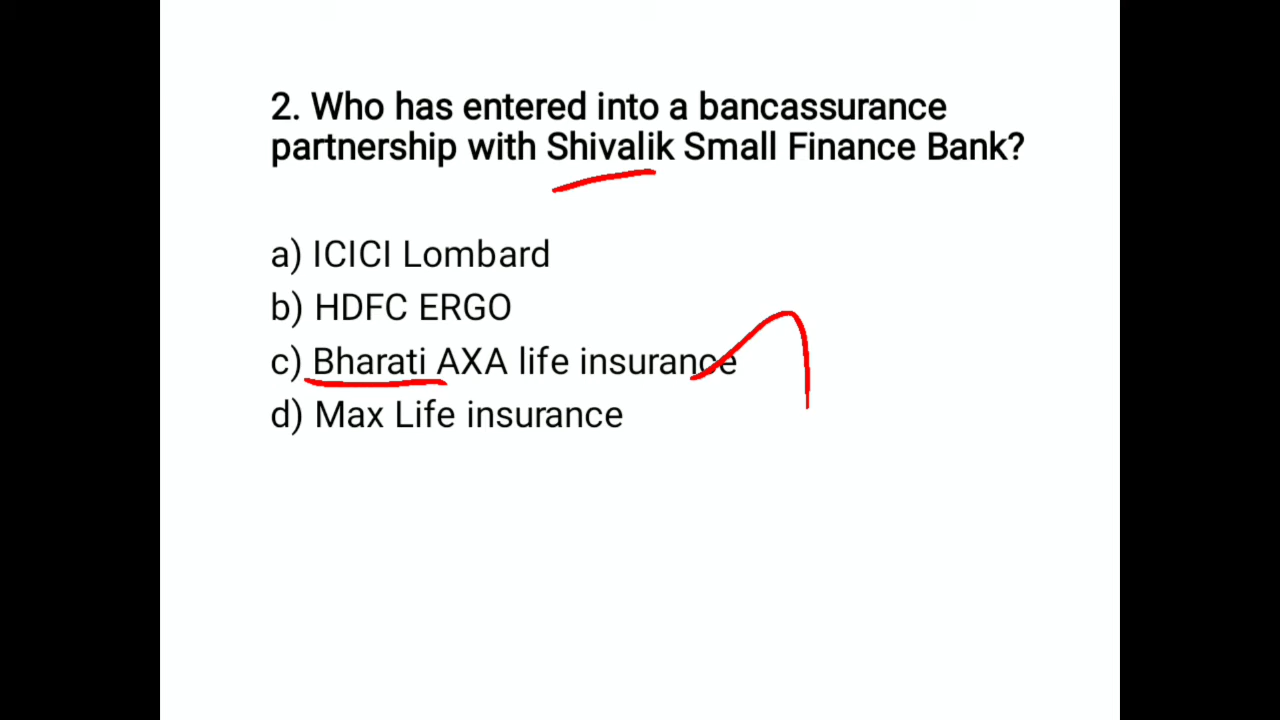 2. Who has entered into a bancassurance
partnership with Shivalik Small Finance Bank?
a) ICICI Lombard
b) HDFC ERGO
c) Bharati AXA life insurance
d) Max Life insurance